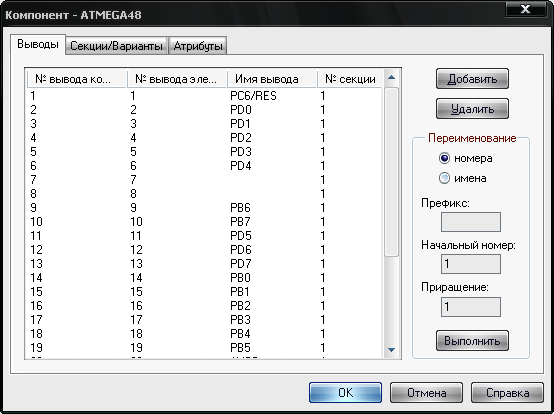 Компонент - ATMEGA48
Выводы Секции/Варианты Атрибуты
№ вывода ко... № вывода эле... Имя вывода № секции
1 1 PC6/RES 1
2 2 PD0 1
3 3 PD1 1
4 4 PD2 1
5 5 PD3 1
6 6 PD4 1
7 7 1
8 8 1
9 9 PB6 1
10 10 PB7 1
11 11 PD5 1
12 12 PD6 1
13 13 PD7 1
14 14 PB0 1
15 15 PB1 1
16 16 PB2 1
17 17 PB3 1
18 18 PB4 1
19 19 PB5 1
Добавить
Удалить
Переименование
номера
имена
Префикс:
Начальный номер:
1
Приращение:
1
Выполнить
OK Отмена Справка